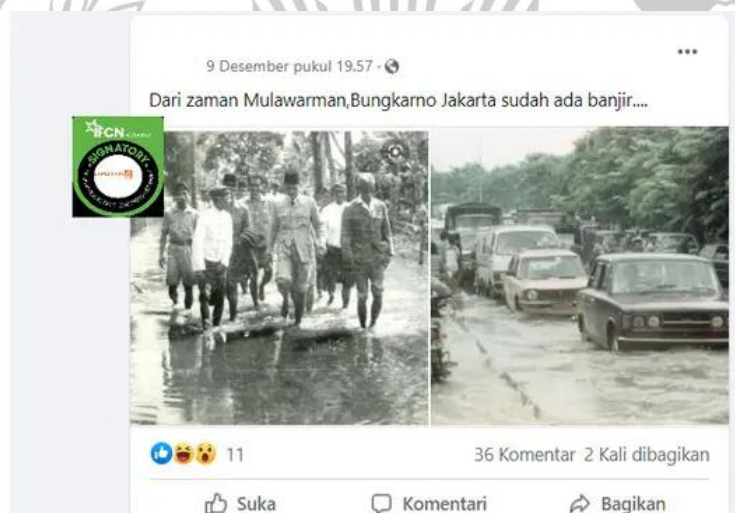 9 Desember pukul 19.57 ·
Dari zaman Mulawarman,Bungkarno Jakarta sudah ada banjir....
IFCN
SIGNATORY
11
36 Komentar 2 Kali dibagikan
Suka
Komentari
Bagikan